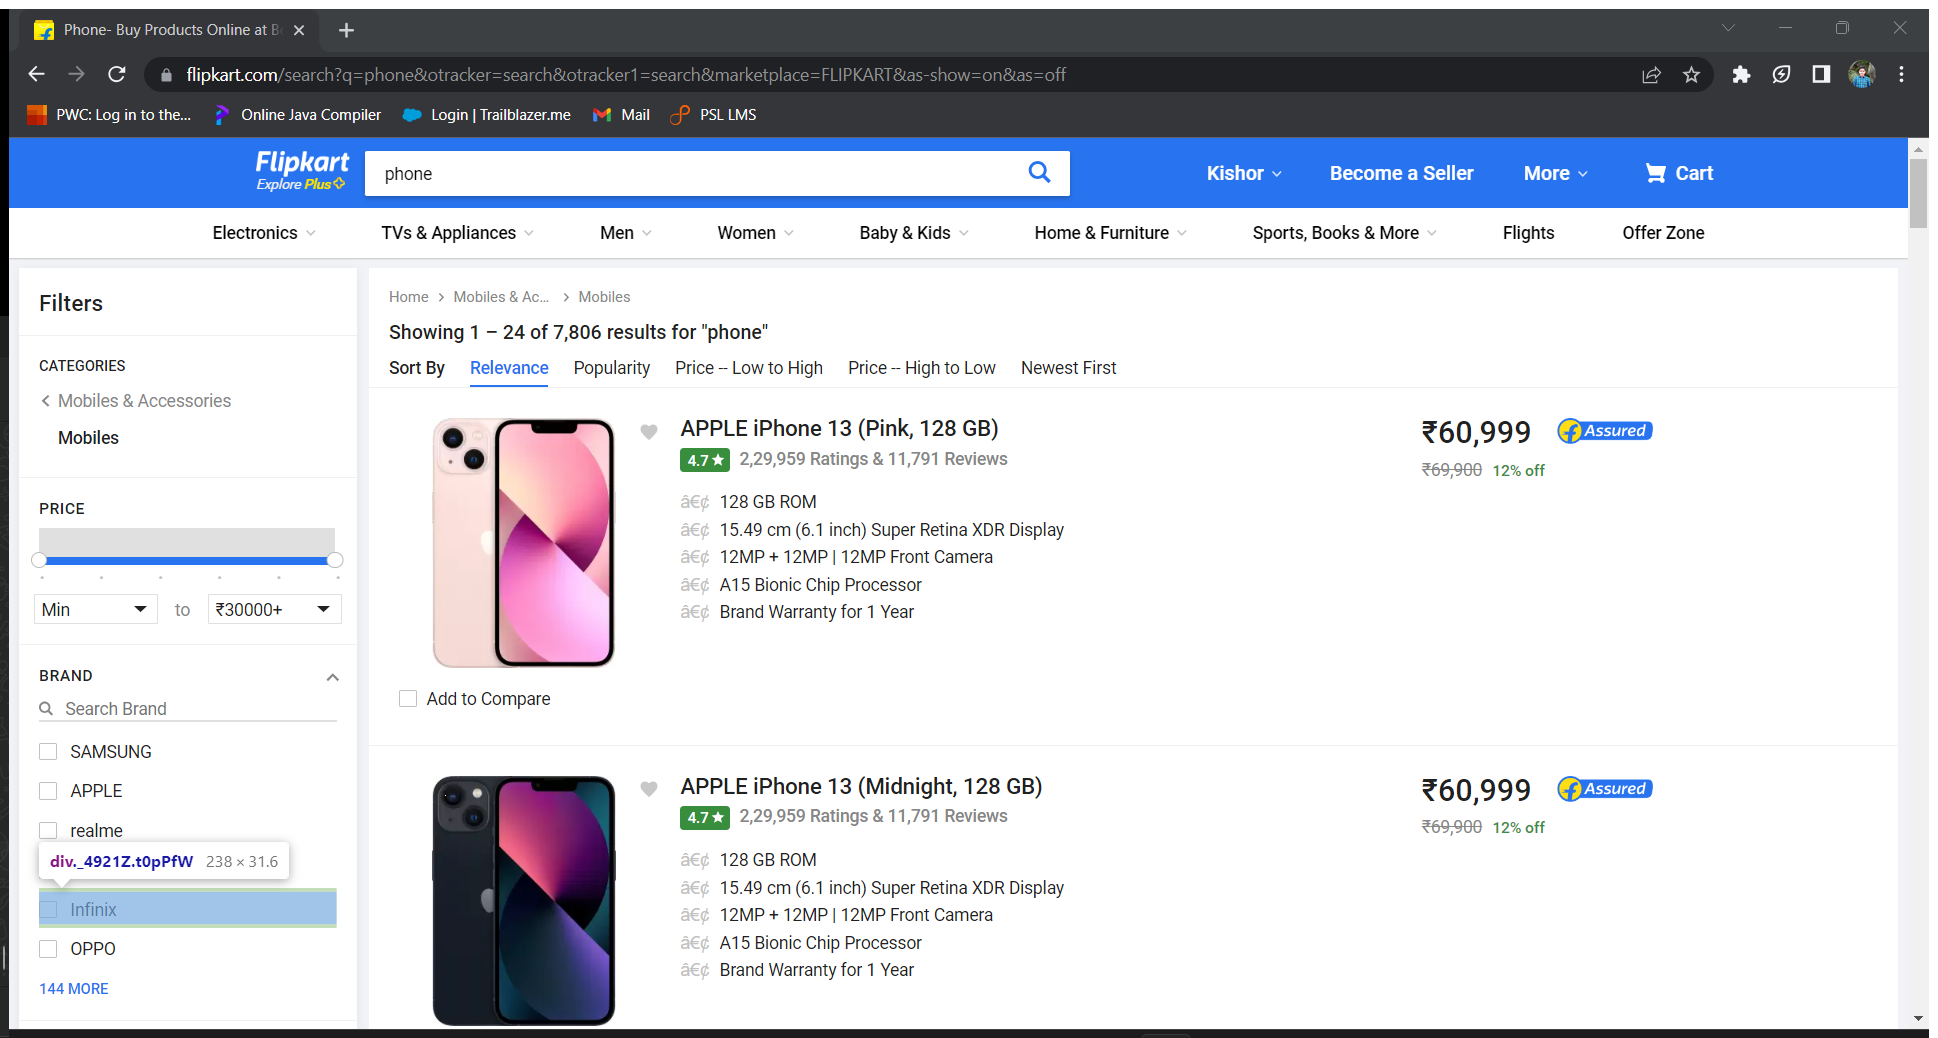 Phone- Buy Products Online at Be
flipkart.com/search?q=phone&otracker=search&otracker1=search&marketplace=FLIPKART&as-show=on&as=off
PWC: Log in to the... Online Java Compiler Login | Trailblazer.me Mail PSL LMS
Flipkart
Explore Plus
phone
Kishor Become a Seller More Cart
Electronics TVs & Appliances Men Women Baby & Kids Home & Furniture Sports, Books & More Flights Offer Zone
Filters
CATEGORIES
Mobiles & Accessories
Mobiles
PRICE
Min to ₹30000+
BRAND
Search Brand
SAMSUNG
APPLE
realme
div._4921Z.t0pPfW 238 × 31.6
Infinix
OPPO
144 MORE
Home > Mobiles & Ac... > Mobiles
Showing 1 – 24 of 7,806 results for "phone"
Sort By Relevance Popularity Price -- Low to High Price -- High to Low Newest First
APPLE iPhone 13 (Pink, 128 GB)
4.7★ 2,29,959 Ratings & 11,791 Reviews
â€¢ 128 GB ROM
â€¢ 15.49 cm (6.1 inch) Super Retina XDR Display
â€¢ 12MP + 12MP | 12MP Front Camera
â€¢ A15 Bionic Chip Processor
â€¢ Brand Warranty for 1 Year
₹60,999 Assured
₹69,900 12% off
Add to Compare
APPLE iPhone 13 (Midnight, 128 GB)
4.7★ 2,29,959 Ratings & 11,791 Reviews
â€¢ 128 GB ROM
â€¢ 15.49 cm (6.1 inch) Super Retina XDR Display
â€¢ 12MP + 12MP | 12MP Front Camera
â€¢ A15 Bionic Chip Processor
â€¢ Brand Warranty for 1 Year
₹60,999 Assured
₹69,900 12% off